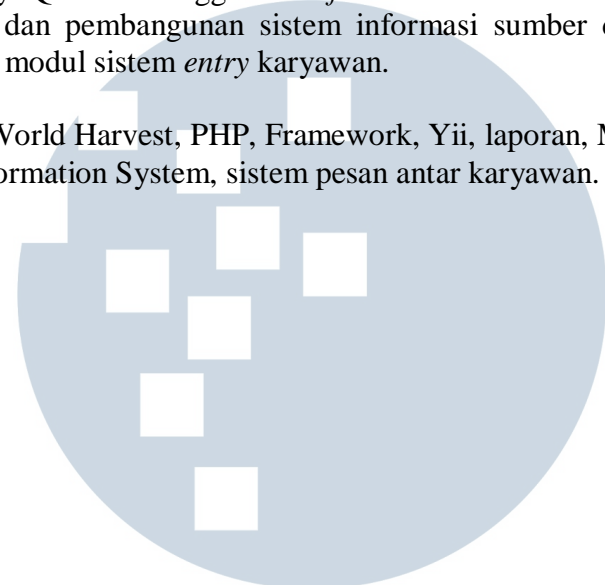 dan pembangunan sistem informasi sumber
modul sistem entry karyawan.
World Harvest, PHP, Framework, Yii, laporan,
formation System, sistem pesan antar karyawan.